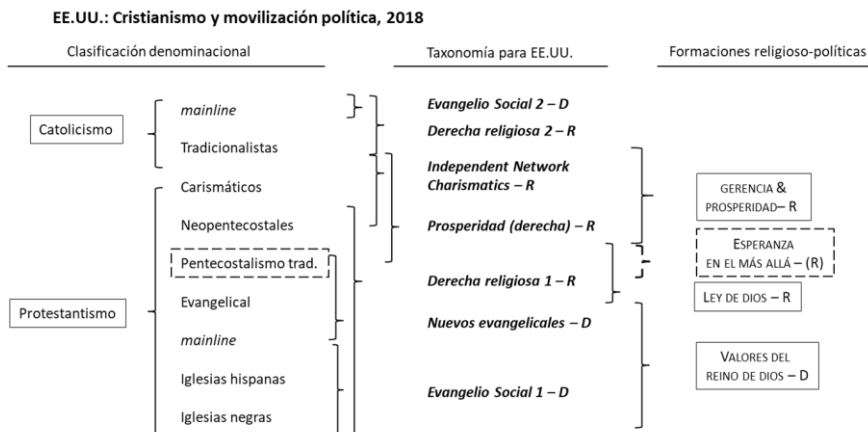 EE.UU.: Cristianismo y movilización política, 2018
Clasificación denominacional
Taxonomía para EE.UU.
Formaciones religioso-políticas
Catolicismo
mainline
Tradicionalistas
Protestantismo
Carismáticos
Neopentecostales
Pentecostalismo trad.
Evangelical
mainline
Iglesias hispanas
Iglesias negras
Evangelio Social 2 – D
Derecha religiosa 2 – R
Independent Network
Charismatics – R
Prosperidad (derecha) – R
Derecha religiosa 1 – R
Nuevos evangelicales – D
Evangelio Social 1 – D
GERENCIA &
PROSPERIDAD– R
ESPERANZA
EN EL MÁS ALLÁ – (R)
LEY DE DIOS – R
VALORES DEL
REINO DE DIOS – D